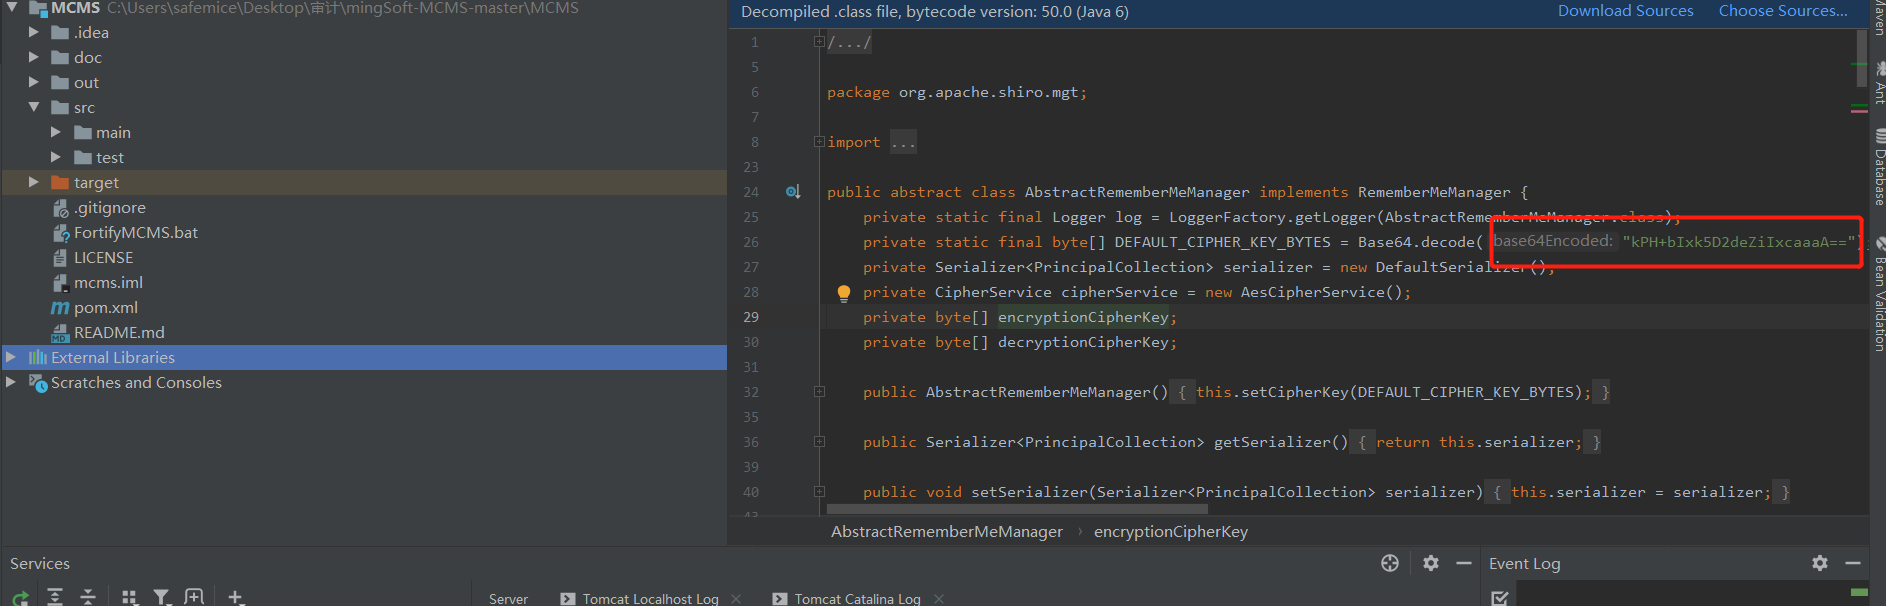 MCMS C:\Users\safemice\Desktop\审计\mingSoft-MCMS-master\MCMS
.idea
doc
out
src
main
test
target
.gitignore
FortifyMCMS.bat
LICENSE
mcms.iml
pom.xml
README.md
External Libraries
Scratches and Consoles
Decompiled .class file, bytecode version: 50.0 (Java 6)
Download Sources Choose Sources...
1 /.../
5
6 package org.apache.shiro.mgt;
7
8 import ...
23
24 public abstract class AbstractRememberMeManager implements RememberMeManager {
25 private static final Logger log = LoggerFactory.getLogger(AbstractRememberMeManager.class);
26 private static final byte[] DEFAULT_CIPHER_KEY_BYTES = Base64.decode( base64Encoded: "kPH+bIxk5D2deZiIxcaaaA==");
27 private Serializer<PrincipalCollection> serializer = new DefaultSerializer();
28 private CipherService cipherService = new AesCipherService();
29 private byte[] encryptionCipherKey;
30 private byte[] decryptionCipherKey;
31
32 public AbstractRememberMeManager() { this.setCipherKey(DEFAULT_CIPHER_KEY_BYTES); }
35
36 public Serializer<PrincipalCollection> getSerializer() { return this.serializer; }
39
40 public void setSerializer(Serializer<PrincipalCollection> serializer) { this.serializer = serializer; }
43
AbstractRememberMeManager › encryptionCipherKey
Maven
Ant
Database
Bean Validation
Services
Event Log
Server Tomcat Localhost Log Tomcat Catalina Log